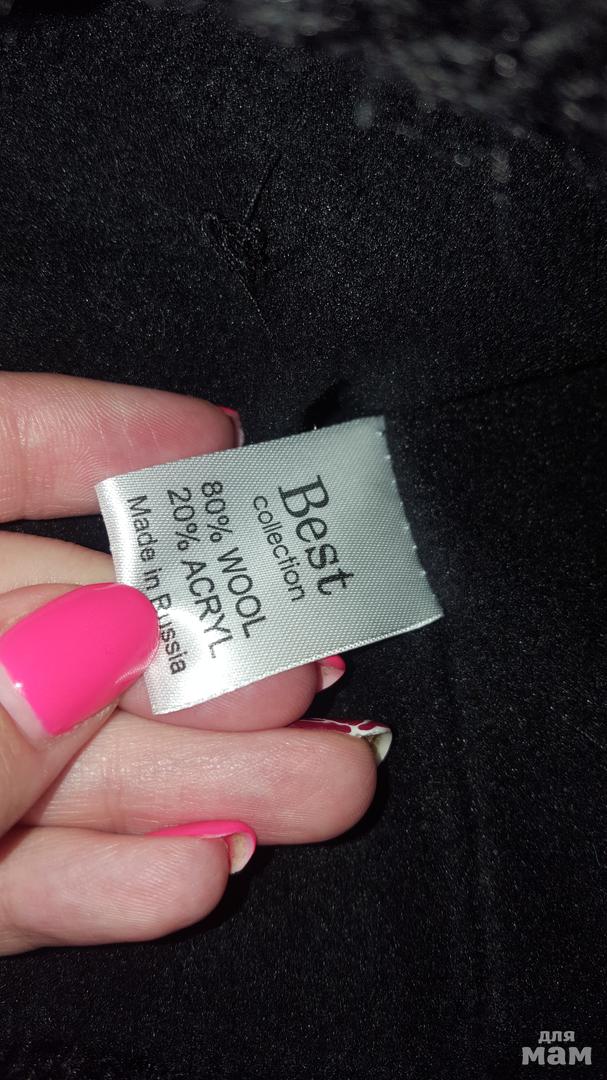 Best
collection
80% WOOL
20% ACRYL
Made in Russia
для
мам